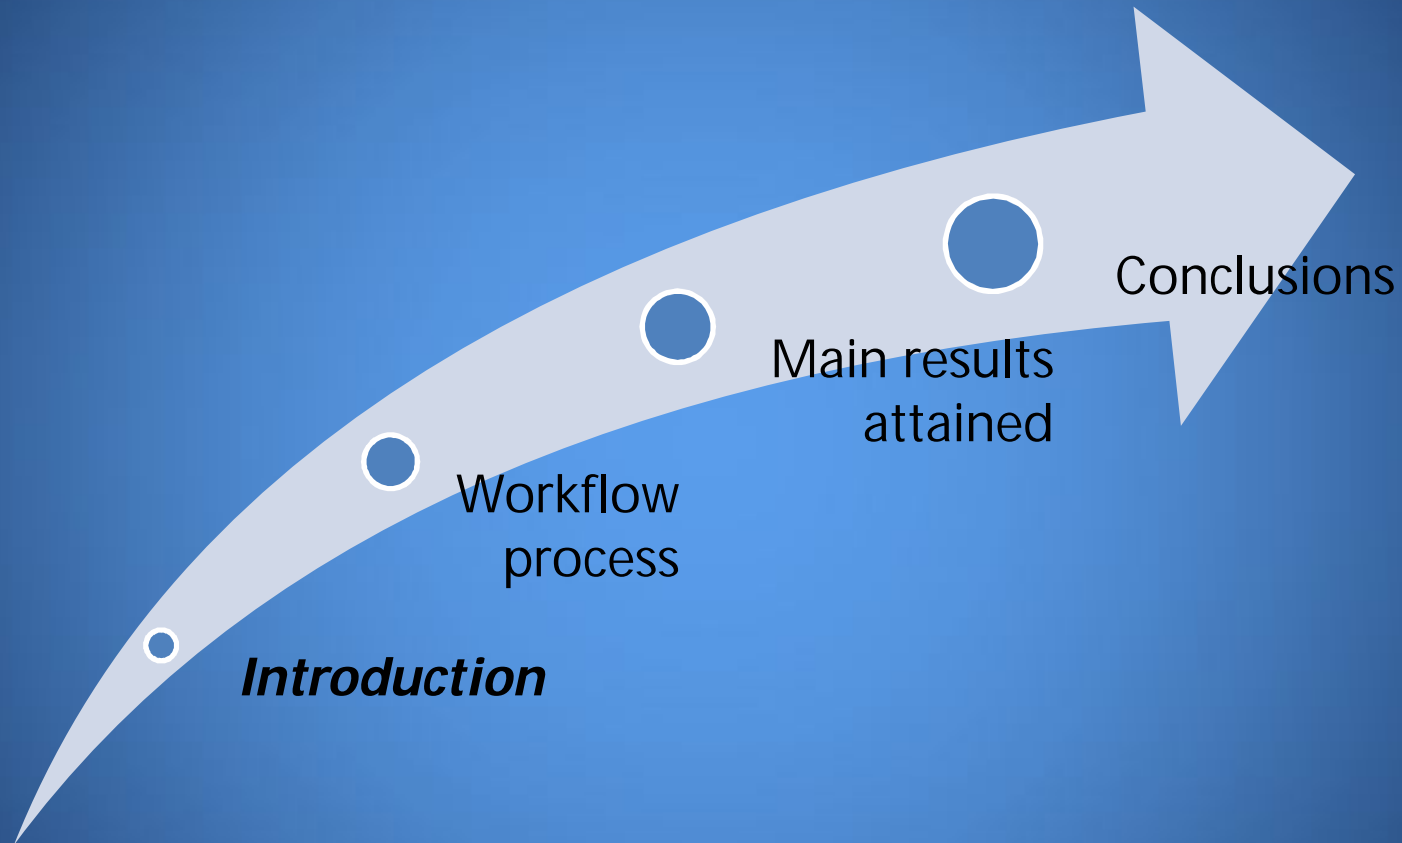 Introduction
Workflow
process
Main results
attained
Conclusions